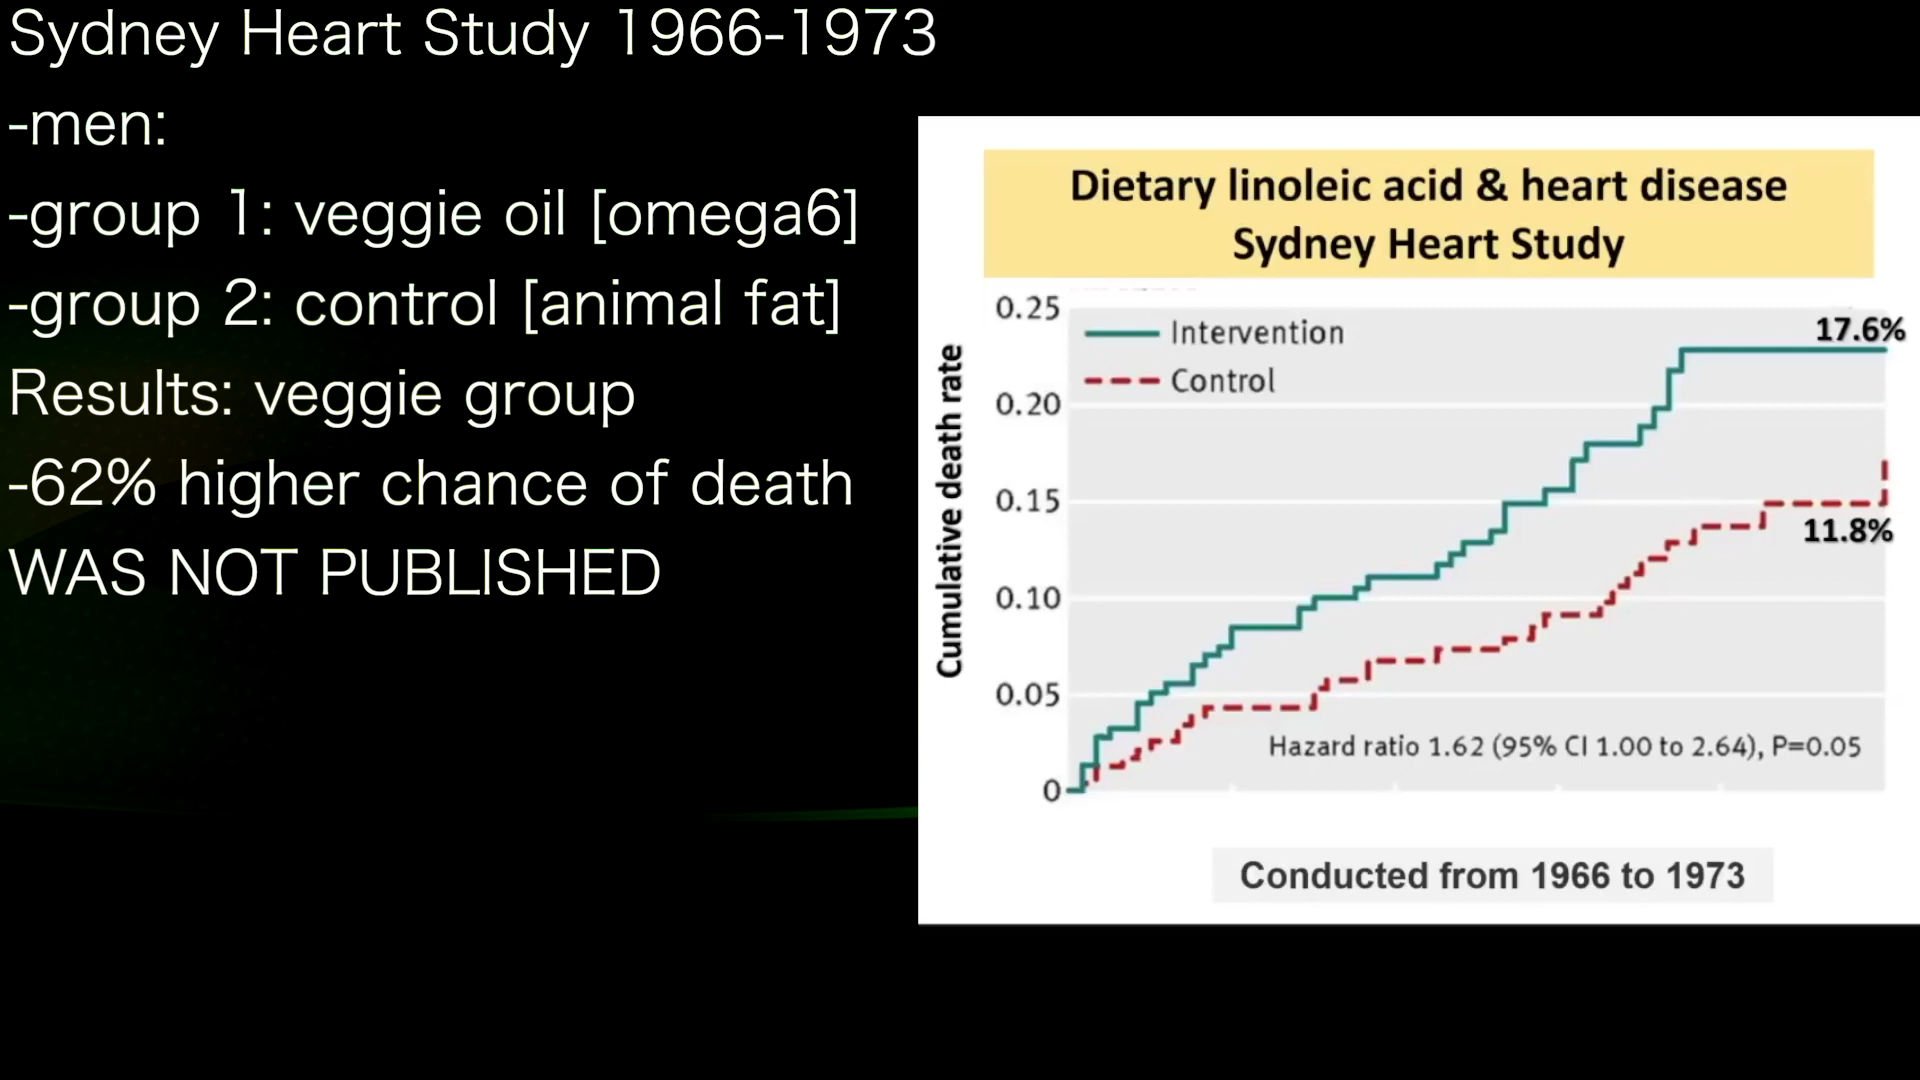 Sydney Heart Study 1966-1973
-men:
-group 1: veggie oil [omega6]
-group 2: control [animal fat]
Results: veggie group
-62% higher chance of death
WAS NOT PUBLISHED
Dietary linoleic acid & heart disease
Sydney Heart Study
Cumulative death rate
0.25
0.20
0.15
0.10
0.05
0
Intervention
Control
17.6%
11.8%
Hazard ratio 1.62 (95% CI 1.00 to 2.64), P=0.05
Conducted from 1966 to 1973